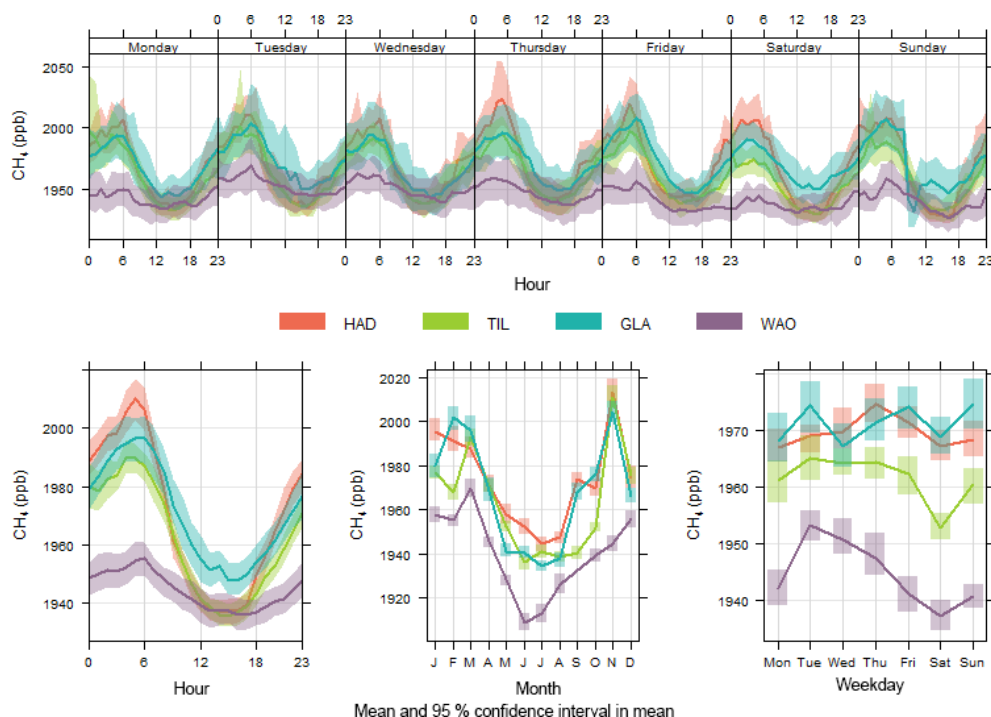 0 6 12 18 23 0 6 12 18 23 0 6 12 18 23
Monday Tuesday Wednesday Thursday Friday Saturday Sunday
2050
2000
1950
CH₄ (ppb)
0 6 12 18 23 0 6 12 18 23 0 6 12 18 23 0 6 12 18 23
Hour
HAD TIL GLA WAO
2000
1980
1960
1940
CH₄ (ppb)
0 6 12 18 23
Hour
2020
2000
1980
1960
1940
1920
CH₄ (ppb)
J F M A M J J A S O N D
Month
1970
1960
1950
1940
CH₄ (ppb)
Mon Tue Wed Thu Fri Sat Sun
Weekday
Mean and 95 % confidence interval in mean